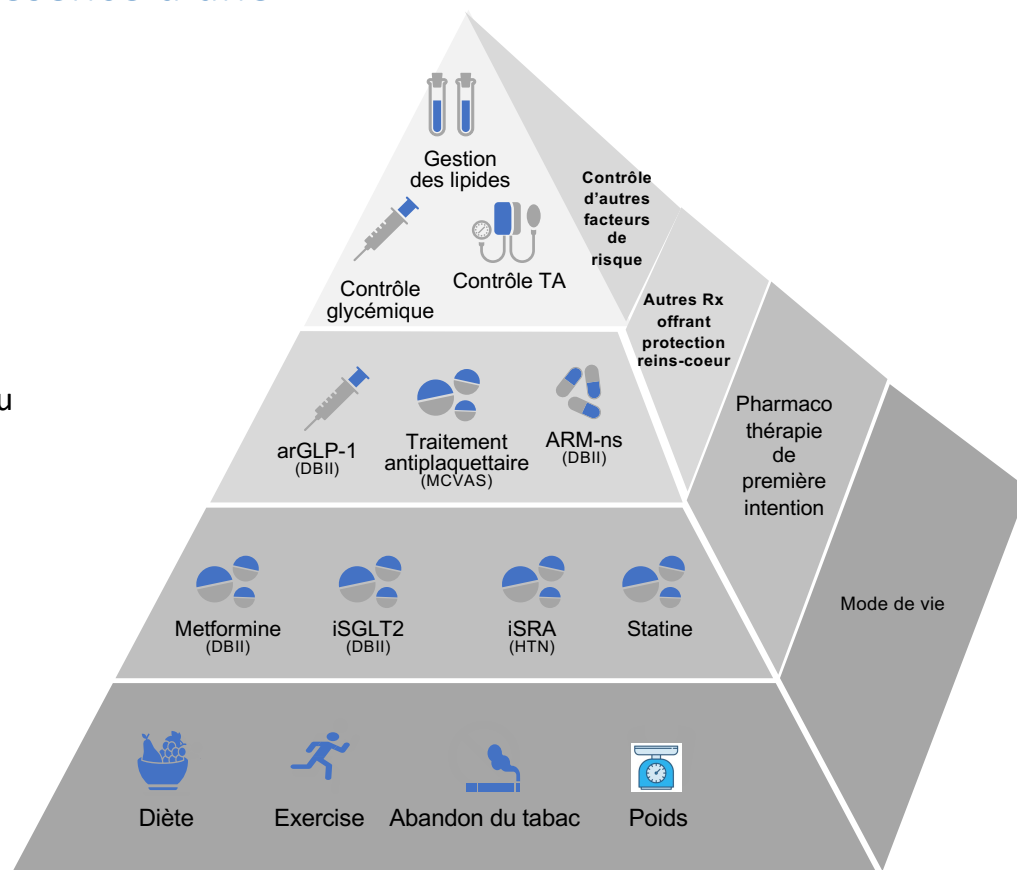 Gestion
des lipides
Contrôle
glycémique
Contrôle TA
Contrôle
d'autres
facteurs
de
risque
arGLP-1
(DBII)
Traitement
antiplaquettaire
(MCVAS)
ARM-ns
(DBII)
Autres Rx
offrant
protection
reins-coeur
u
Metformine
(DBII)
iSGLT2
(DBII)
iSRA
(HTN)
Statine
Pharmaco
thérapie
de
première
intention
Diète
Exercise
Abandon du tabac
Poids
Mode de vie